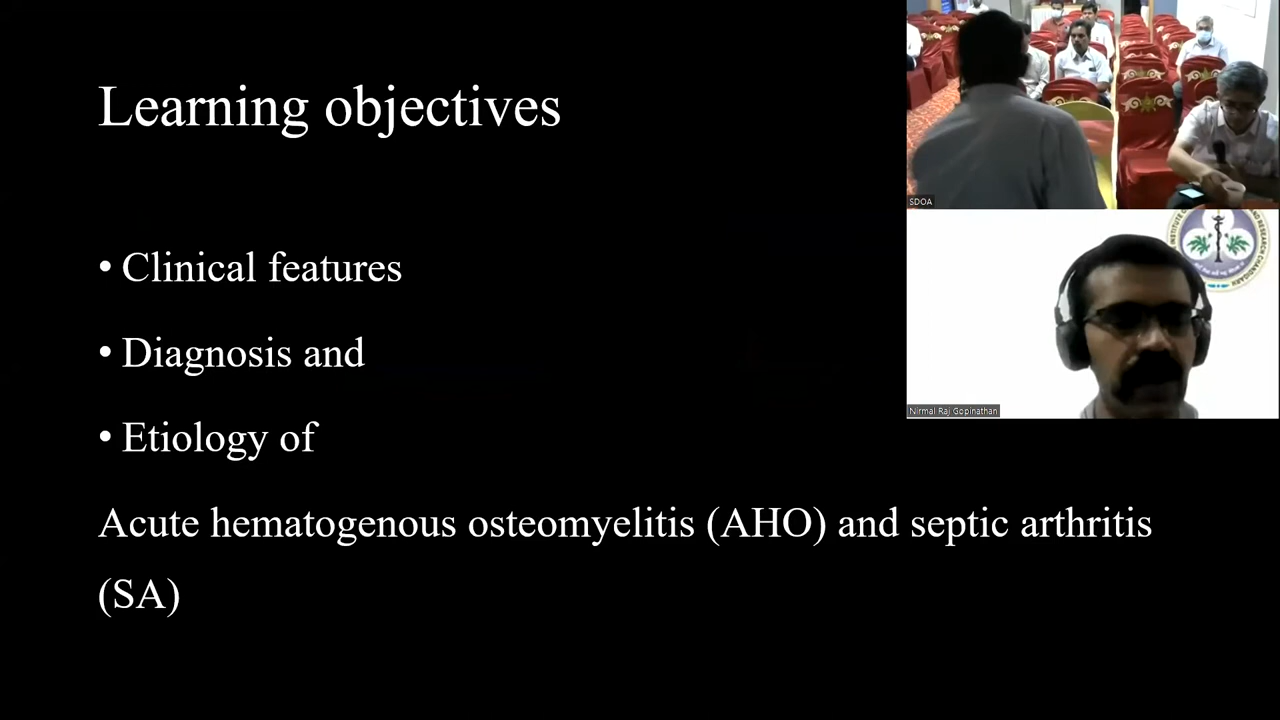 Learning objectives
• Clinical features
• Diagnosis and
• Etiology of
Acute hematogenous osteomyelitis (AHO) and septic arthritis
(SA)
SDOA
Nirmal Raj Gopinathan